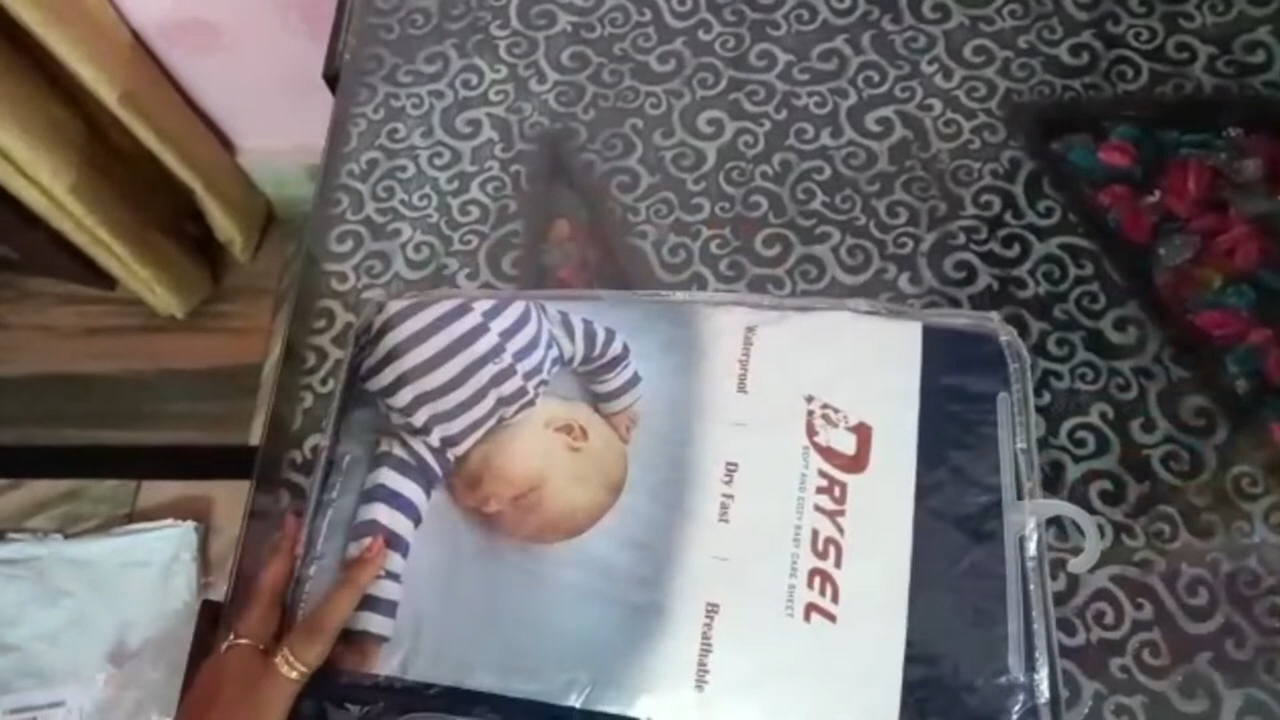 DRYSEL
SOFT AND COZY BABY CARE SHEET
Waterproof | Dry Fast | Breathable